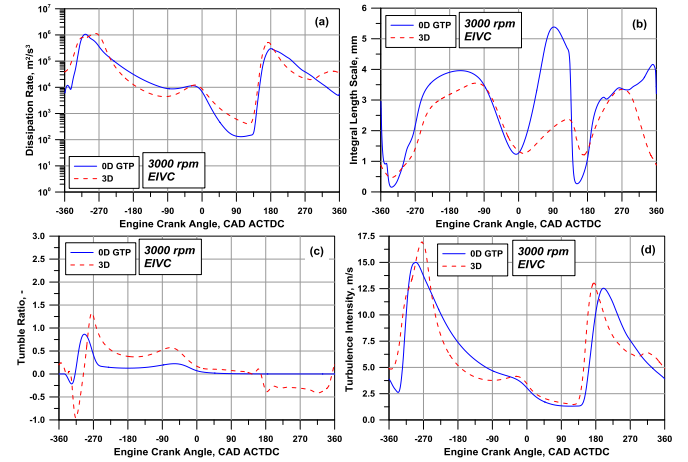 (a)
Dissipation Rate, m²/s³
10⁷
10⁶
10⁵
10⁴
10³
10²
10¹
10⁰
0D GTP
3D
3000 rpm
EIVC
-360 -270 -180 -90 0 90 180 270 360
Engine Crank Angle, CAD ACTDC
(b)
Integral Length Scale, mm
6
5
4
3
2
1
0
0D GTP
3D
3000 rpm
EIVC
-360 -270 -180 -90 0 90 180 270 360
Engine Crank Angle, CAD ACTDC
(c)
Tumble Ratio, -
3.0
2.5
2.0
1.5
1.0
0.5
0.0
-0.5
-1.0
0D GTP
3D
3000 rpm
EIVC
-360 -270 -180 -90 0 90 180 270 360
Engine Crank Angle, CAD ACTDC
(d)
Turbulence Intensity, m/s
17.5
15.0
12.5
10.0
7.5
5.0
2.5
0.0
0D GTP
3D
3000 rpm
EIVC
-360 -270 -180 -90 0 90 180 270 360
Engine Crank Angle, CAD ACTDC